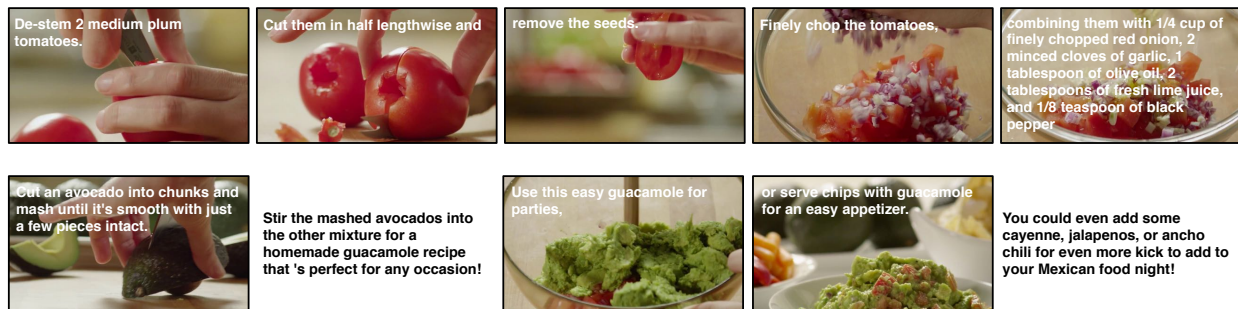 De-stem 2 medium plum
tomatoes.
Cut them in half lengthwise and
remove the seeds.
Finely chop the tomatoes,
combining them with 1/4 cup of
finely chopped red onion, 2
minced cloves of garlic, 1
tablespoon of olive oil, 2
tablespoons of fresh lime juice,
and 1/8 teaspoon of black
pepper
Cut an avocado into chunks and
mash until it's smooth with just
a few pieces intact.
Stir the mashed avocados into
the other mixture for a
homemade guacamole recipe
that 's perfect for any occasion!
Use this easy guacamole for
parties,
or serve chips with guacamole
for an easy appetizer.
You could even add some
cayenne, jalapenos, or ancho
chili for even more kick to add to
your Mexican food night!